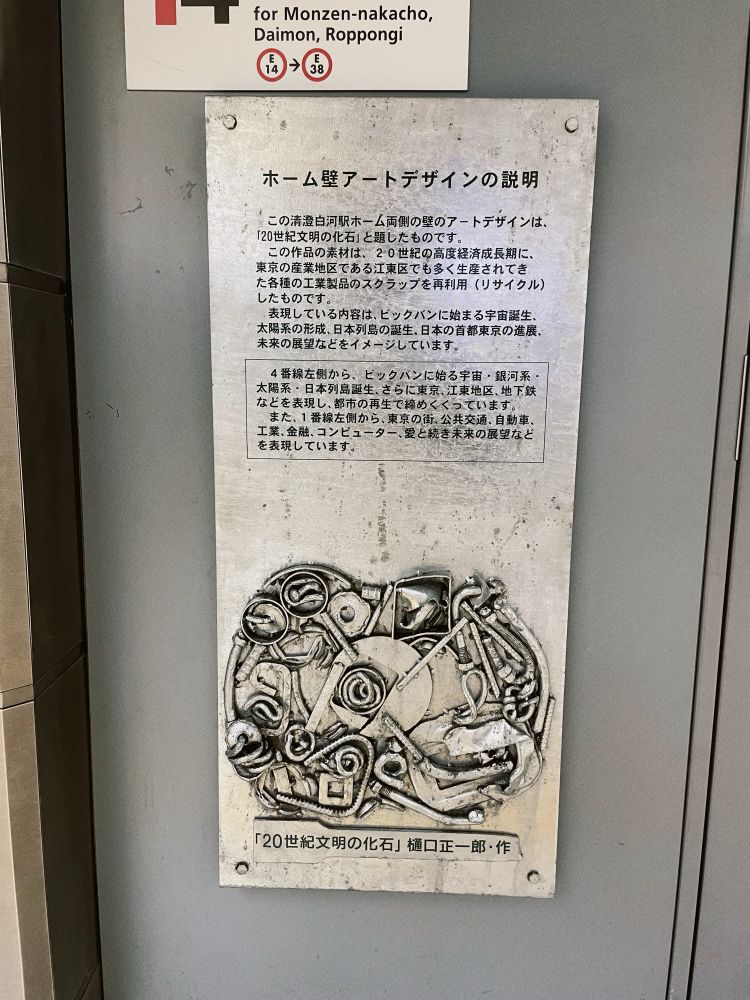 4
for Monzen-nakacho,
Daimon, Roppongi
E 14 → E 38
ホーム壁アートデザインの説明
この清澄白河駅ホーム両側の壁のアートデザインは、
「20世紀文明の化石」と題したものです。
この作品の素材は、２０世紀の高度経済成長期に、
東京の産業地区である江東区でも多く生産されてき
た各種の工業製品のスクラップを再利用（リサイクル）
したものです。
表現している内容は、ビックバンに始まる宇宙誕生、
太陽系の形成、日本列島の誕生、日本の首都東京の進展、
未来の展望などをイメージしています。
４番線左側から、ビックバンに始る宇宙・銀河系・
太陽系・日本列島誕生、さらに東京、江東地区、地下鉄
などを表現し、都市の再生で締めくくっています。
また、１番線左側から、東京の街、公共交通、自動車、
工業、金融、コンピューター、愛と続き未来の展望など
を表現しています。
「20世紀文明の化石」樋口正一郎・作